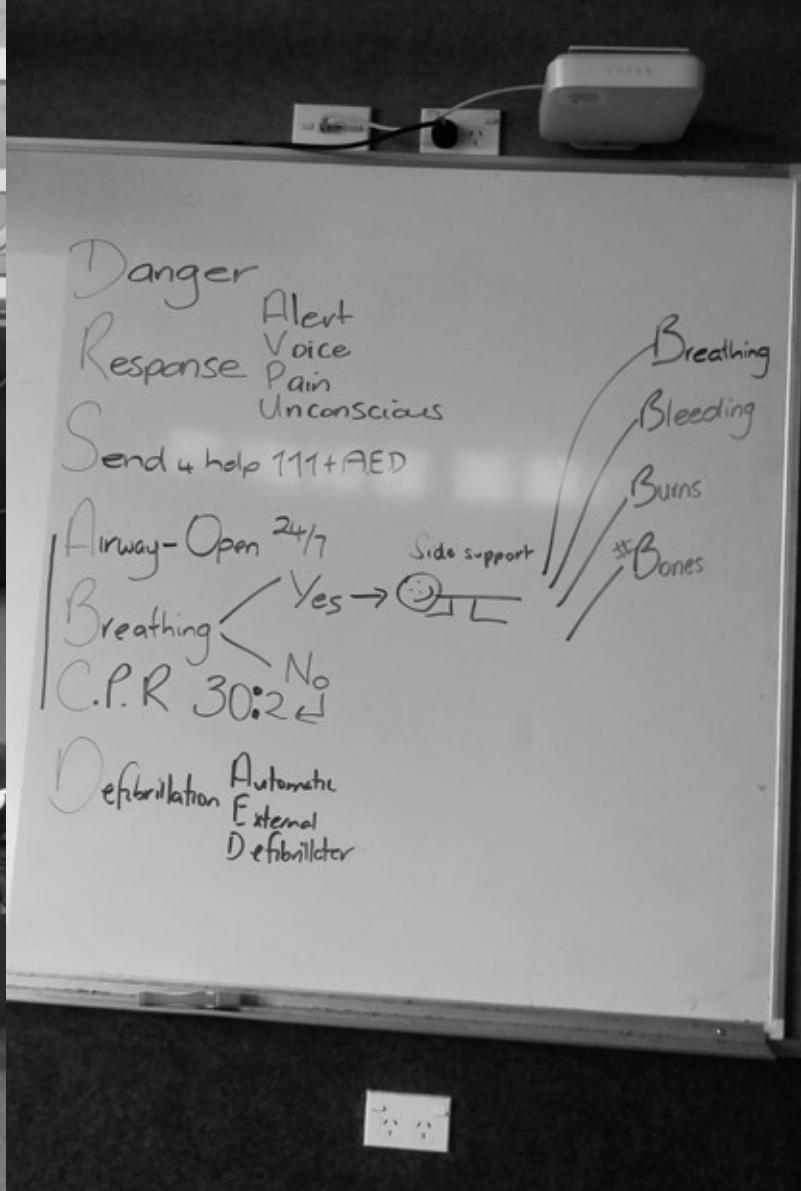 Danger
Response
Alert
Voice
Pain
Unconscious
Send 4 help 111+AED
Airway - Open 24/7
Breathing
Yes →
Side support
No
C.P.R 30:2
Defibrillation
Automatic
External
Defibrillator
Breathing
Bleeding
Burns
#Bones